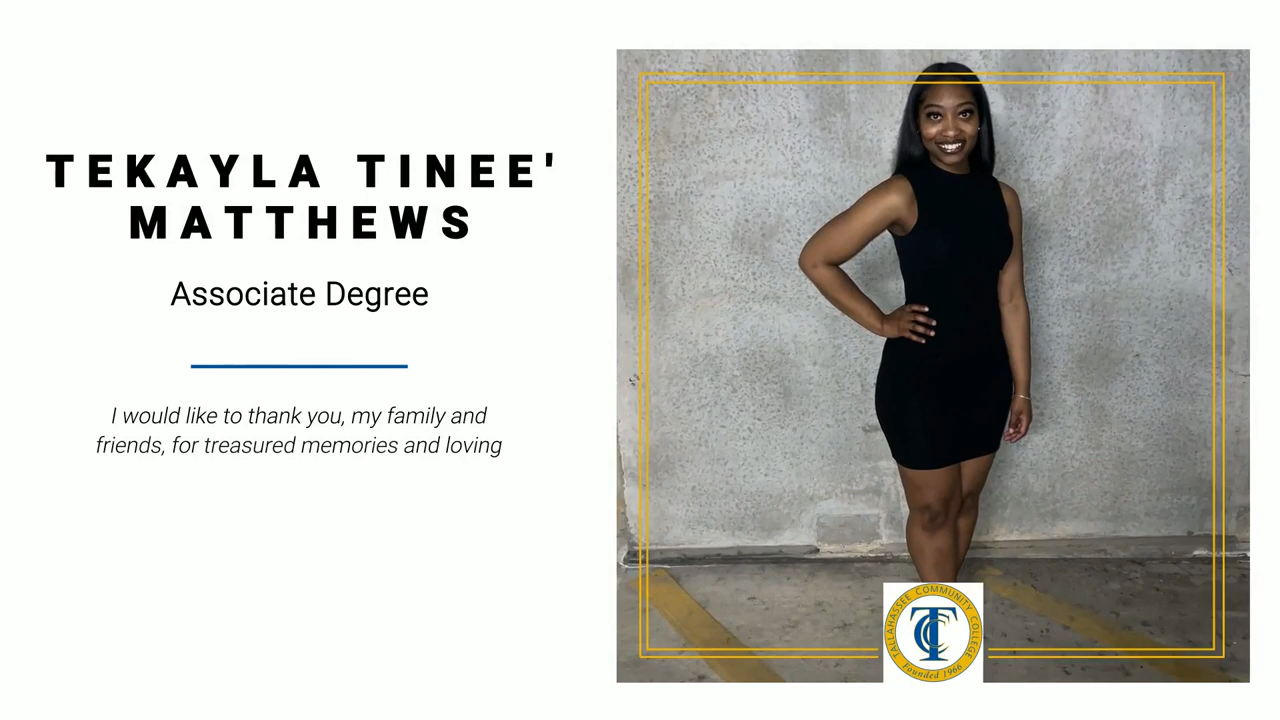 TEKAYLA TINEE'
MATTHEWS
Associate Degree
I would like to thank you, my family and
friends, for treasured memories and loving
TALLAHASSEE COMMUNITY COLLEGE
TCC
Founded 1966